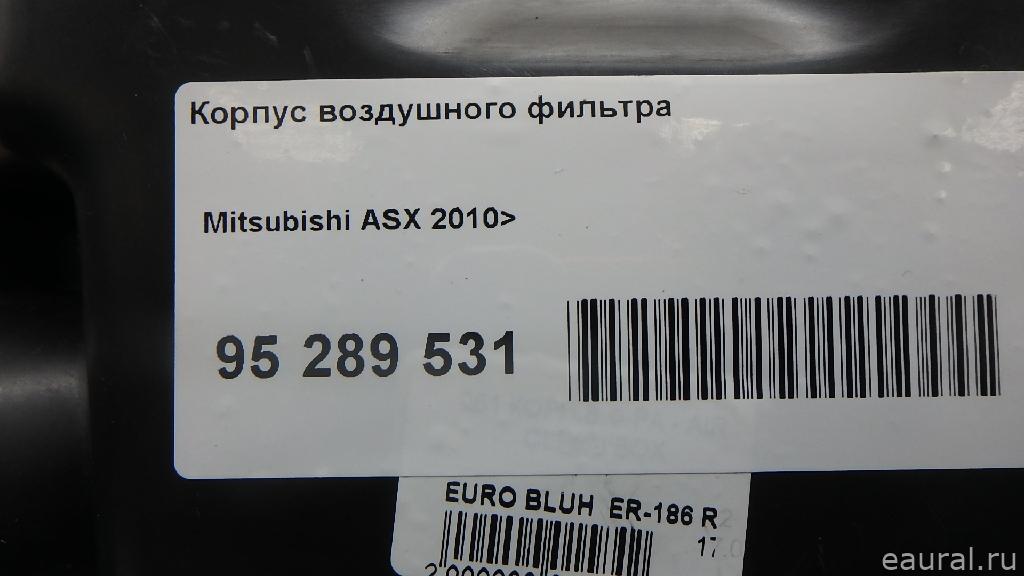 Корпус воздушного фильтра
Mitsubishi ASX 2010>
95 289 531
EURO BLUH ER-186 R
eaural.ru